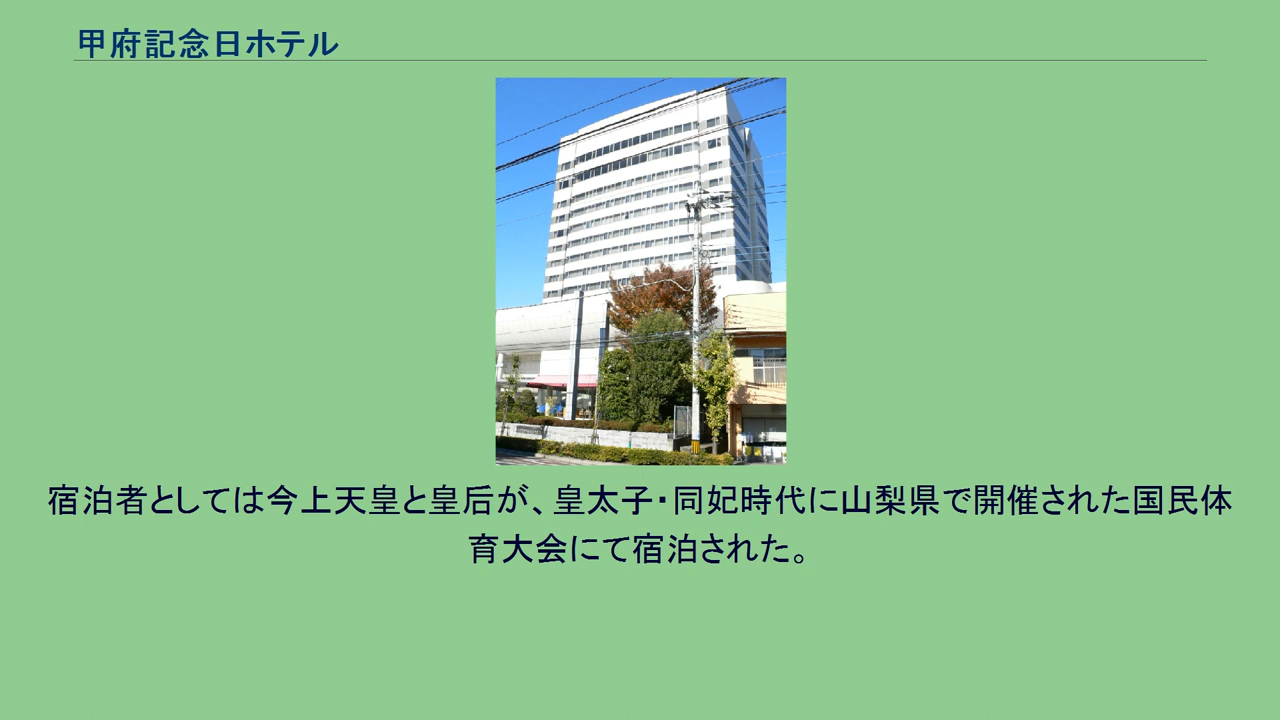 甲府記念日ホテル
宿泊者としては今上天皇と皇后が、皇太子・同妃時代に山梨県で開催された国民体
育大会にて宿泊された。